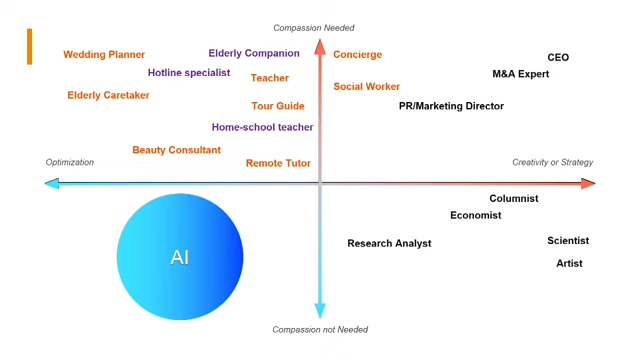 Compassion Needed
Wedding Planner
Elderly Companion
Concierge
CEO
Hotline specialist
Teacher
M&A Expert
Elderly Caretaker
Social Worker
Tour Guide
PR/Marketing Director
Home-school teacher
Beauty Consultant
Remote Tutor
Optimization
Creativity or Strategy
Columnist
Economist
Research Analyst
Scientist
AI
Artist
Compassion not Needed